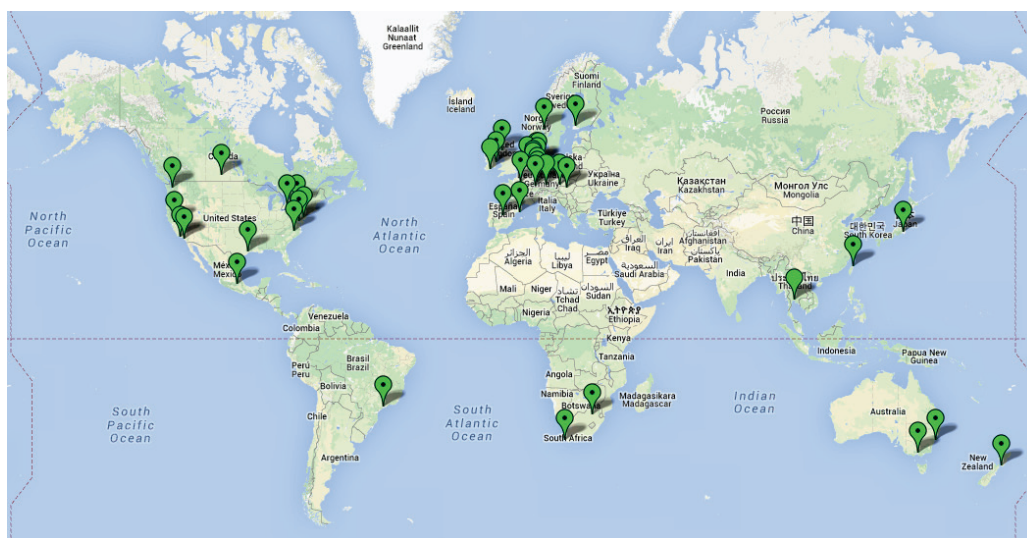 Kalaallit
Nunaat
Greenland
Ísland
Iceland
Suomi
Finland
Norge
Norway
Россия
Russia
Україна
Ukraine
Қазақстан
Kazakhstan
Монгол Улс
Mongolia
North
Pacific
Ocean
United States
North
Atlantic
Ocean
España
Spain
Italia
Italy
Türkiye
Turkey
中国
China
대한민국
South Korea
Japan
México
Mexico
الجزائر
Algeria
ليبيا
Libya
مصر
Egypt
العراق
Iraq
ایران
Iran
افغانستان
Afghanistan
پاکستان
Pakistan
السعودية
Saudi Arabia
India
Mali
Niger
تشاد
Tchad
Chad
السودان
Sudan
Nigeria
ኢትዮጵያ
Ethiopia
Kenya
Tanzania
Venezuela
Colombia
Perú
Peru
Brasil
Brazil
Bolivia
Chile
Argentina
Angola
Namibia
Botswana
Madagasikara
Madagascar
South Africa
Indonesia
Papua New
Guinea
Australia
New
Zealand
South
Pacific
Ocean
South
Atlantic
Ocean
Indian
Ocean